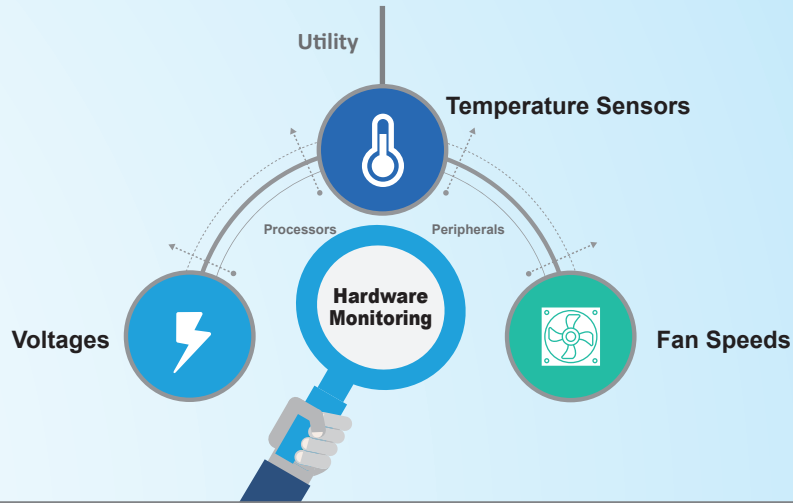 Utility
Temperature Sensors
Processors
Peripherals
Hardware
Monitoring
Voltages
Fan Speeds